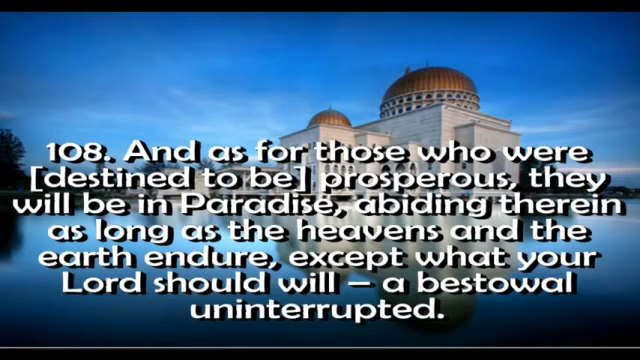 108. And as for those who were
[destined to be] prosperous, they
will be in Paradise, abiding therein
as long as the heavens and the
earth endure, except what your
Lord should will – a bestowal
uninterrupted.